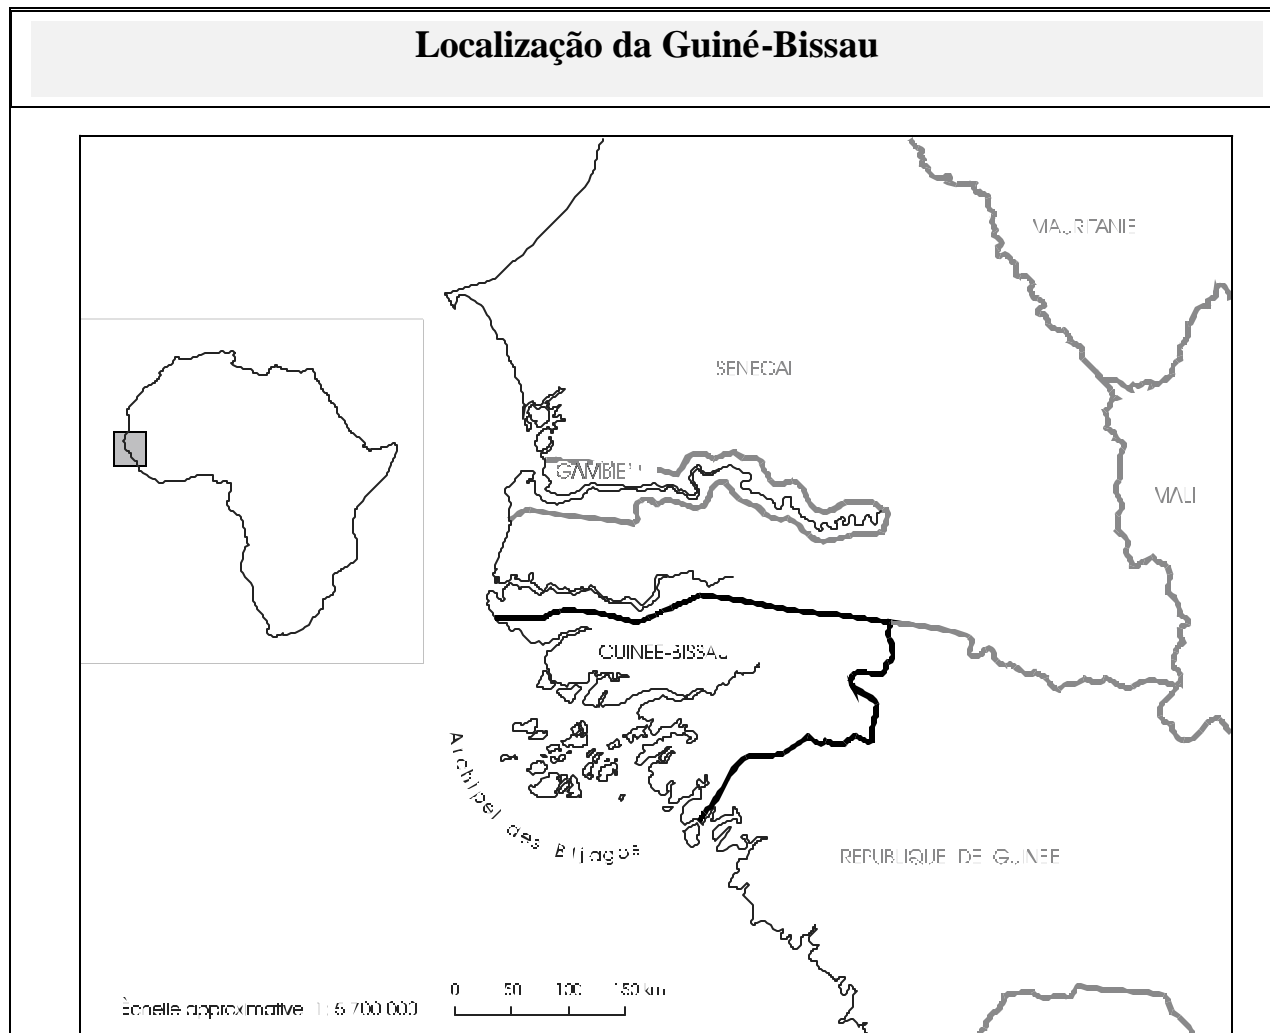 Localização da Guiné-Bissau
MAURITANIE
SENEGAL
GAMBIE
MALI
GUINEE-BISSAU
Archipel des Bijagos
REPUBLIQUE DE GUINEE
Échelle approximative 1: 5 700 000
0 50 100 150 km